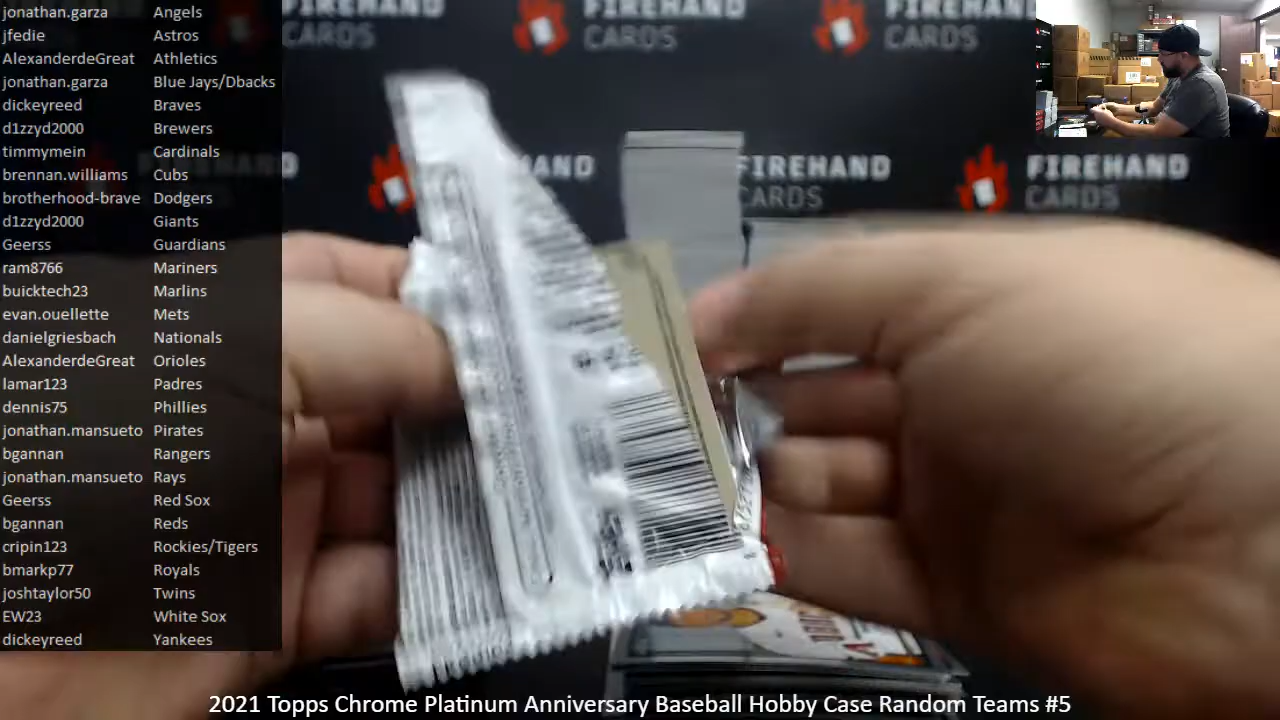 jonathan.garza Angels
jfedie Astros
AlexanderdeGreat Athletics
jonathan.garza Blue Jays/Dbacks
dickeyreed Braves
d1zzyd2000 Brewers
timmymein Cardinals
brennan.williams Cubs
brotherhood-brave Dodgers
d1zzyd2000 Giants
Geerss Guardians
ram8766 Mariners
buicktech23 Marlins
evan.ouellette Mets
danielgriesbach Nationals
AlexanderdeGreat Orioles
lamar123 Padres
dennis75 Phillies
jonathan.mansueto Pirates
bgannan Rangers
jonathan.mansueto Rays
Geerss Red Sox
bgannan Reds
cripin123 Rockies/Tigers
bmarkp77 Royals
joshtaylor50 Twins
EW23 White Sox
dickeyreed Yankees
FIREHAND
CARDS
FIREHAND
CARDS
FIREHAND
CARDS
FIREHAND
CARDS
2021 Topps Chrome Platinum Anniversary Baseball Hobby Case Random Teams #5